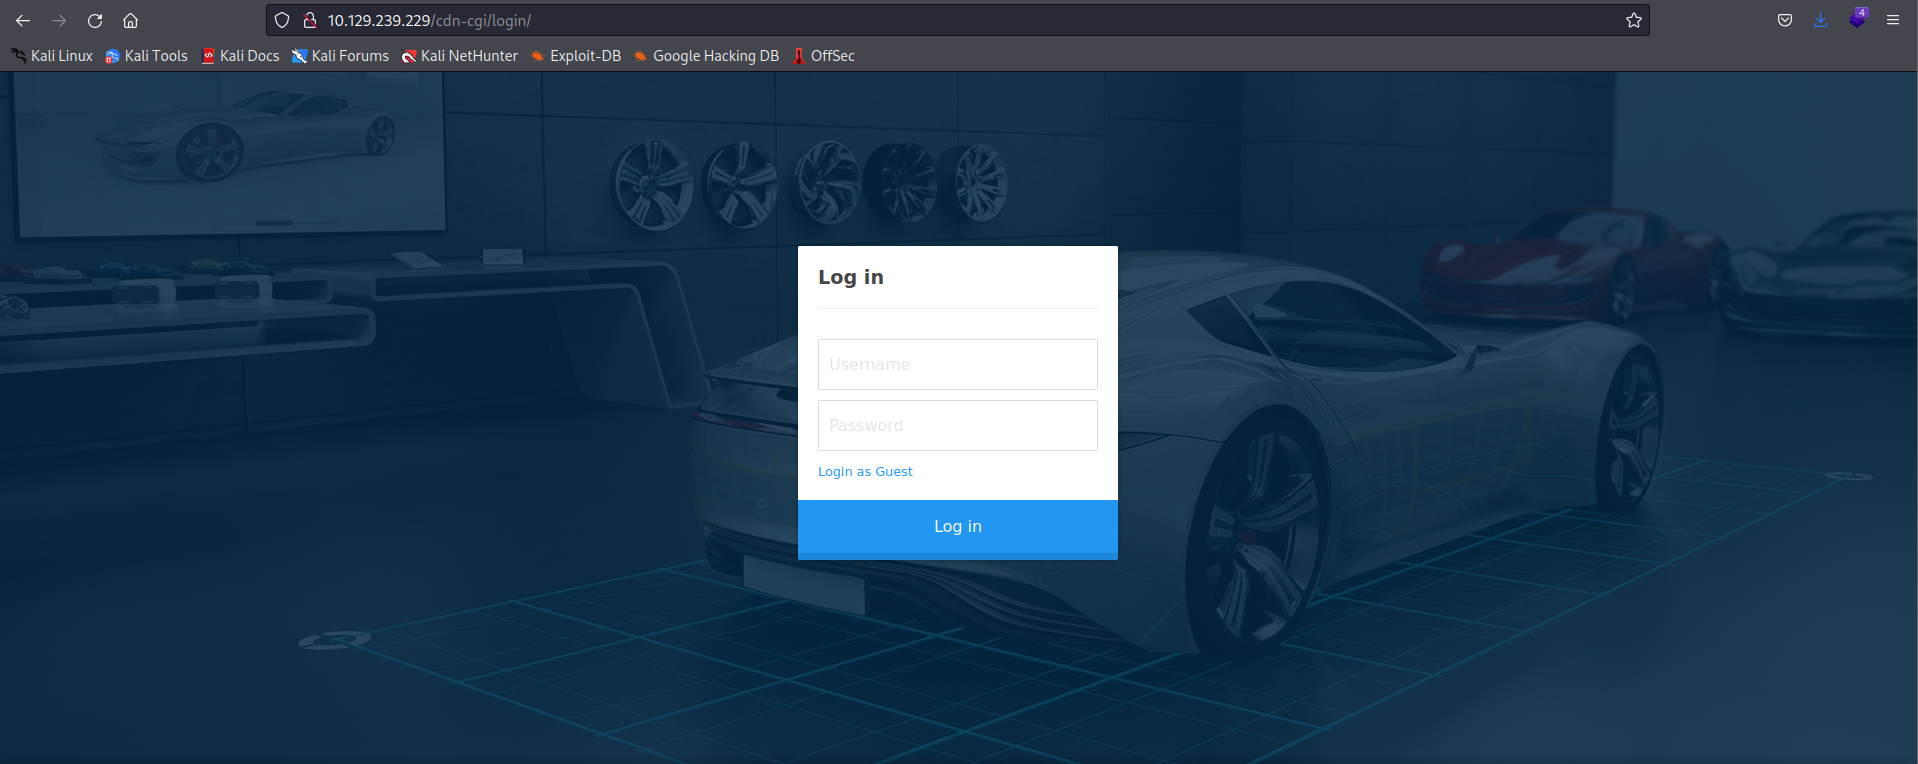 10.129.239.229/cdn-cgi/login/
4
Kali Linux Kali Tools Kali Docs Kali Forums Kali NetHunter Exploit-DB Google Hacking DB OffSec
Log in
Username
Password
Login as Guest
Log in